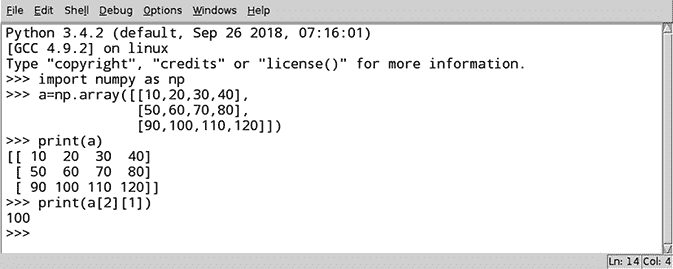 File Edit Shell Debug Options Windows Help
Python 3.4.2 (default, Sep 26 2018, 07:16:01)
[GCC 4.9.2] on linux
Type "copyright", "credits" or "license()" for more information.
>>> import numpy as np
>>> a=np.array([[10,20,30,40],
               [50,60,70,80],
               [90,100,110,120]])
>>> print(a)
[[ 10  20  30  40]
 [ 50  60  70  80]
 [ 90 100 110 120]]
>>> print(a[2][1])
100
>>>
Ln: 14 Col: 4